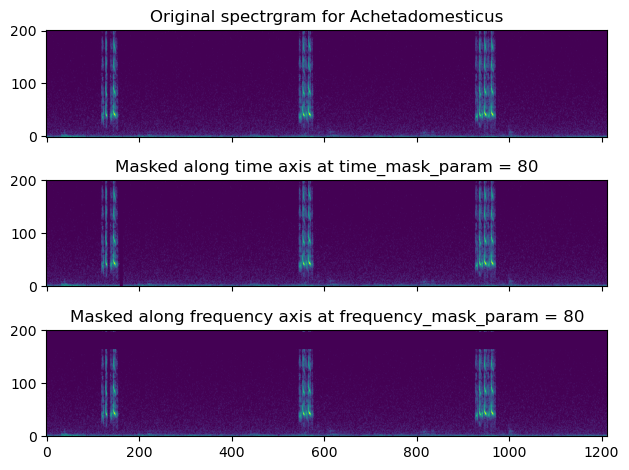 Original spectrgram for Achetadomesticus
200
100
0
Masked along time axis at time_mask_param = 80
200
100
0
Masked along frequency axis at frequency_mask_param = 80
200
100
0
0 200 400 600 800 1000 1200